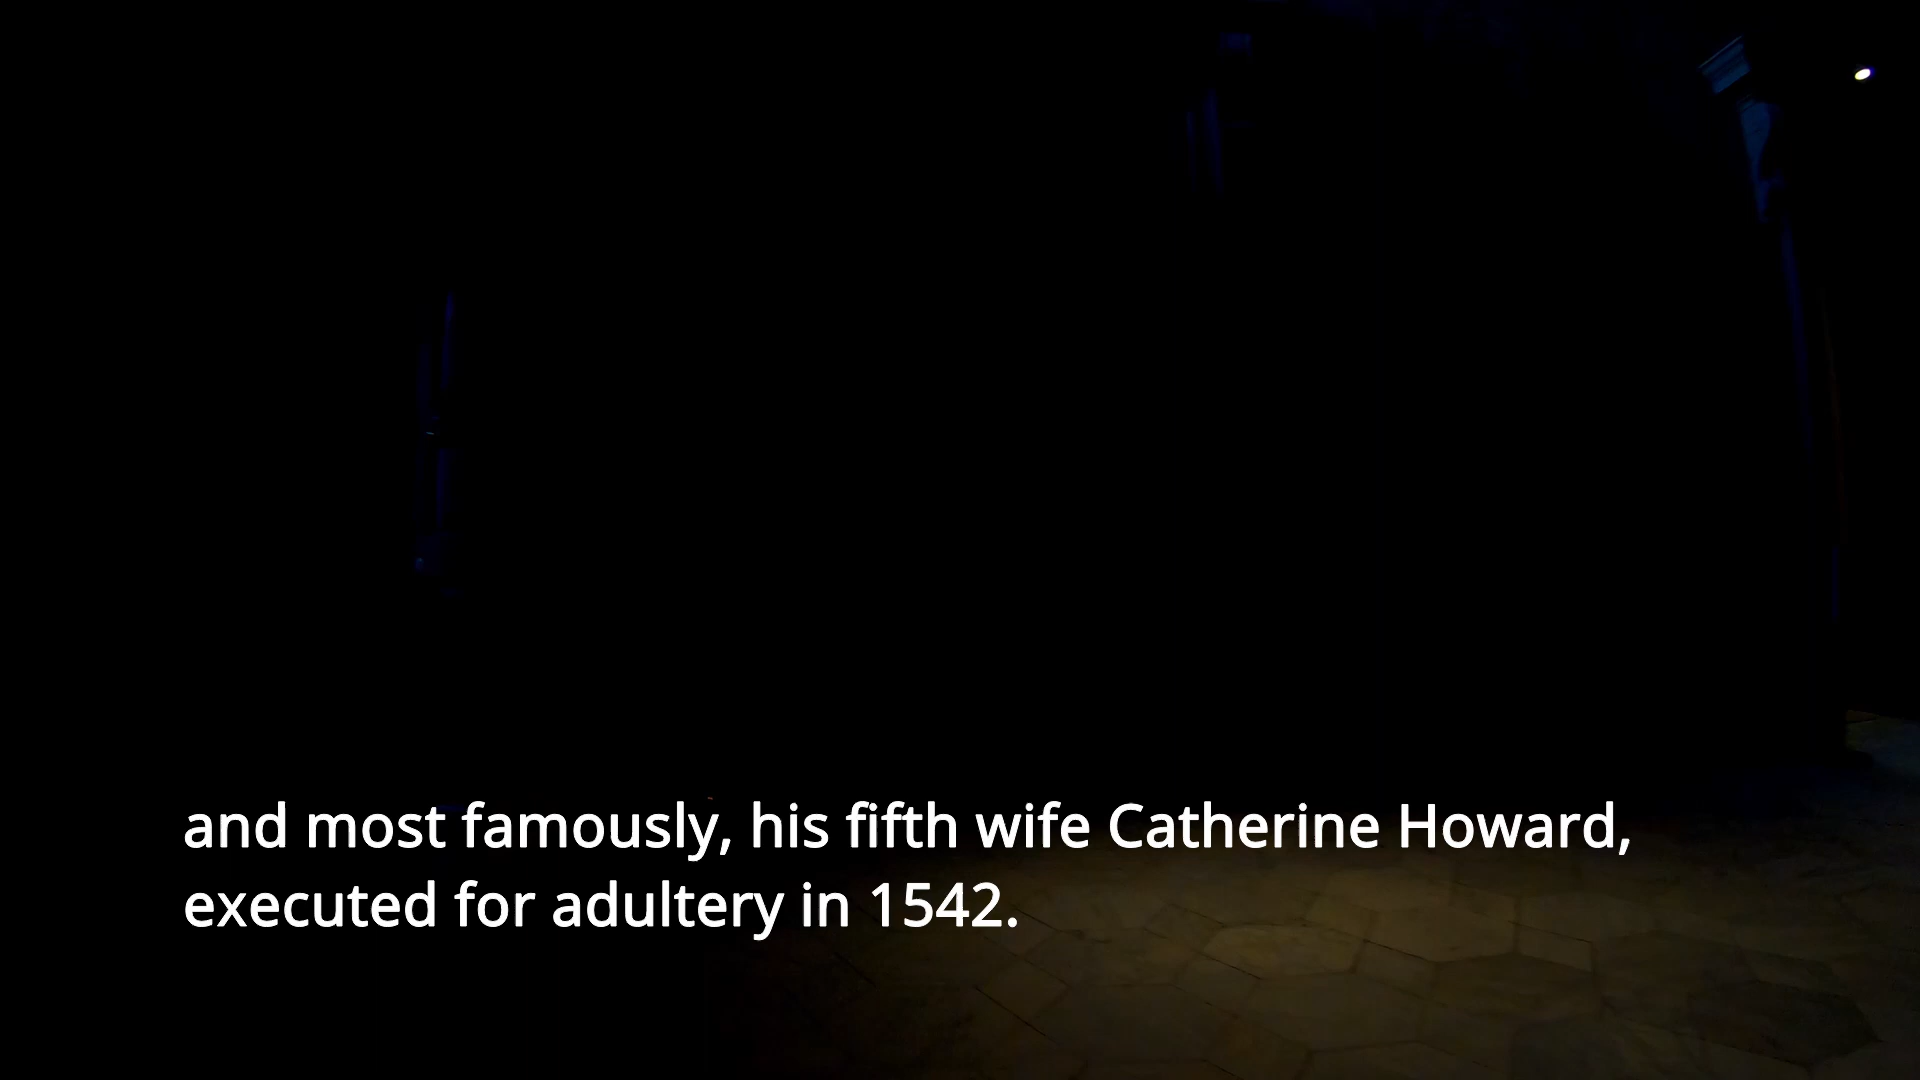 and most famously, his fifth wife Catherine Howard,
executed for adultery in 1542.